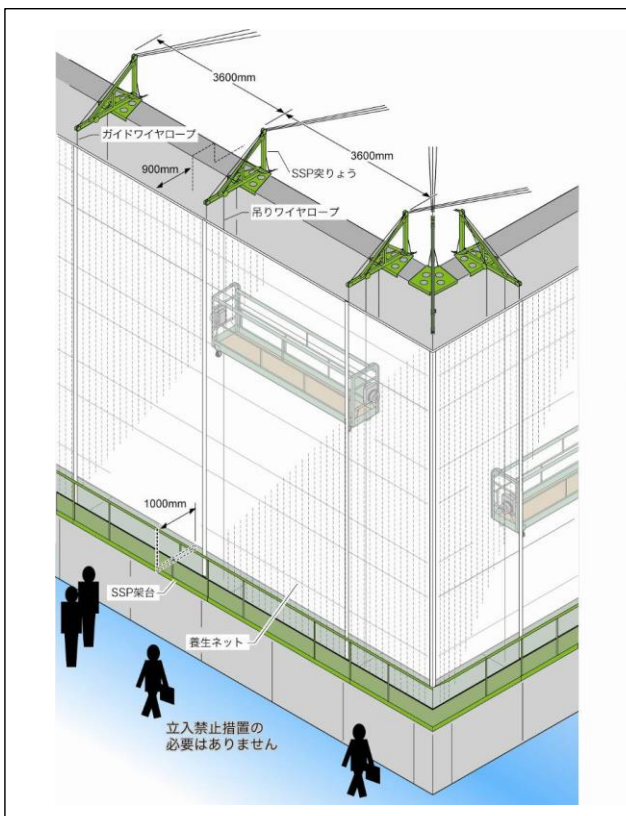 3600mm
ガイドワイヤロープ
3600mm
SSP突りょう
900mm
吊りワイヤロープ
1000mm
SSP架台
養生ネット
立入禁止措置の
必要はありません